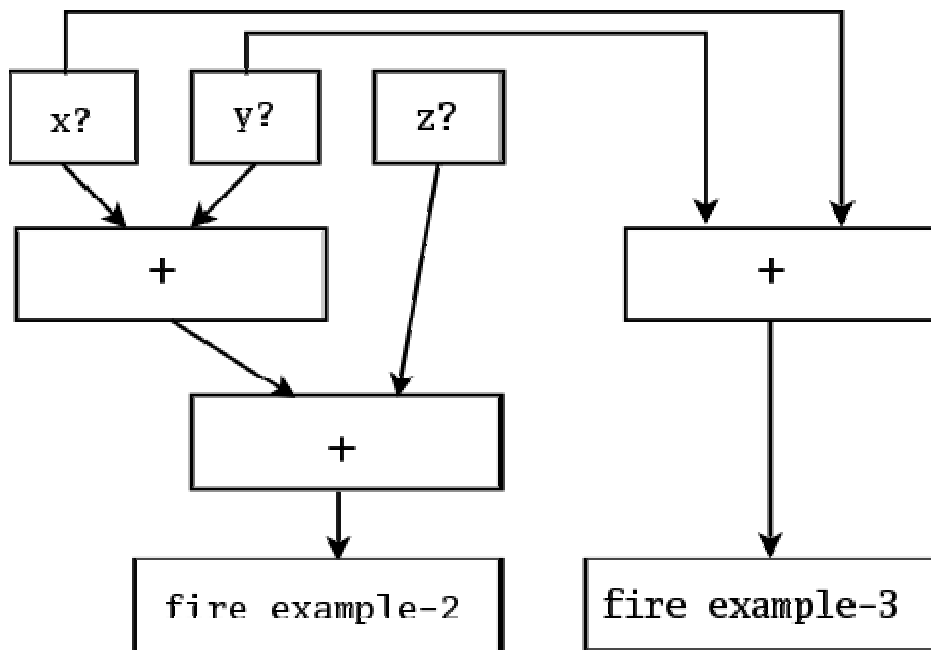 x?
y?
z?
+
+
+
fire example-2
fire example-3